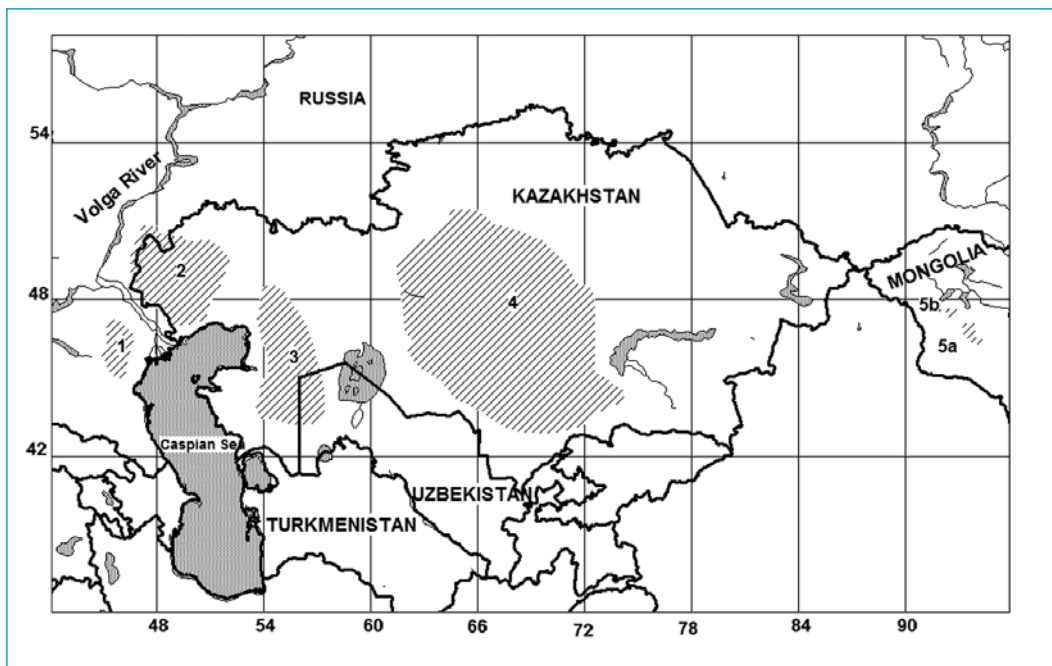 RUSSIA
54
Volga River
KAZAKHSTAN
2
MONGOLIA
48
4
5b
1
3
5a
Caspian Sea
42
UZBEKISTAN
TURKMENISTAN
48
54
60
66
72
78
84
90